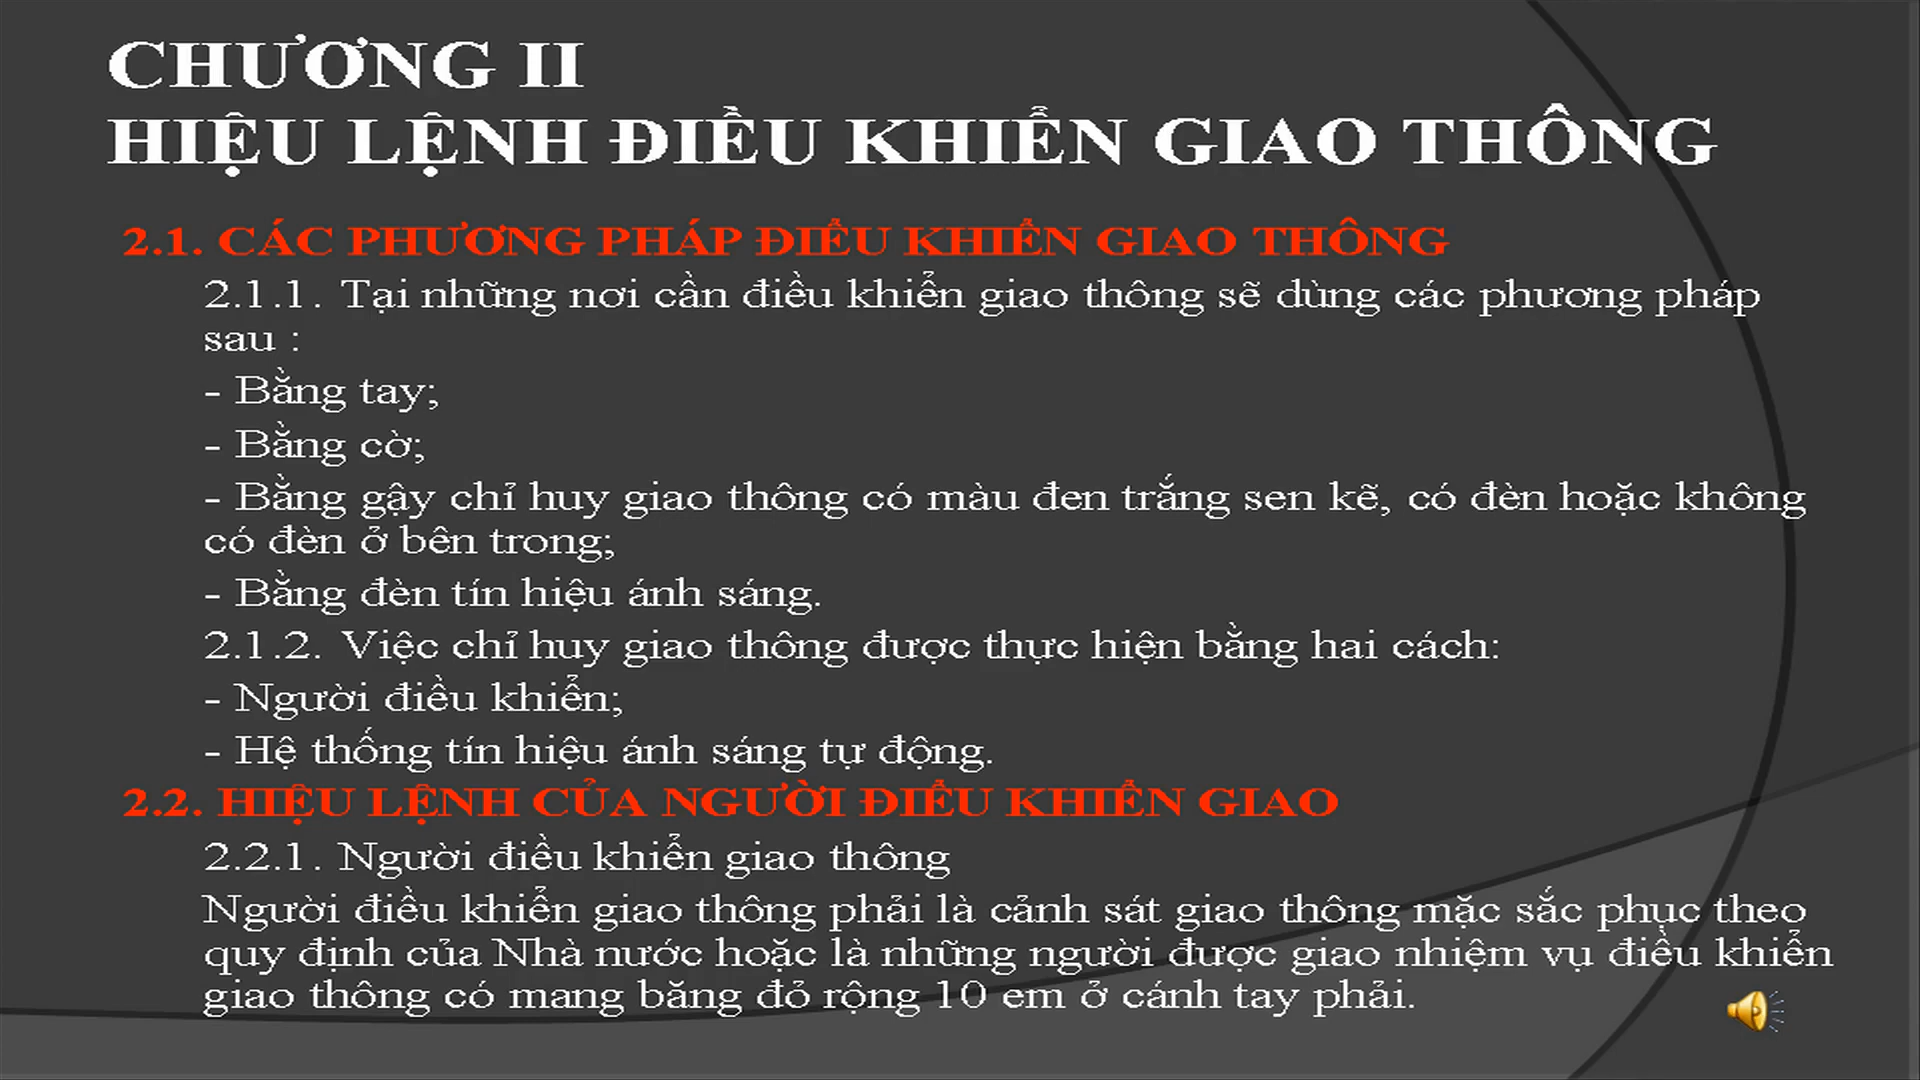 CHƯƠNG II
HIỆU LỆNH ĐIỀU KHIỂN GIAO THÔNG
2.1. CÁC PHƯƠNG PHÁP ĐIỀU KHIỂN GIAO THÔNG
2.1.1. Tại những nơi cần điều khiển giao thông sẽ dùng các phương pháp
sau :
- Bằng tay;
- Bằng cờ;
- Bằng gậy chỉ huy giao thông có màu đen trắng sen kẽ, có đèn hoặc không
có đèn ở bên trong;
- Bằng đèn tín hiệu ánh sáng.
2.1.2. Việc chỉ huy giao thông được thực hiện bằng hai cách:
- Người điều khiển;
- Hệ thống tín hiệu ánh sáng tự động.
2.2. HIỆU LỆNH CỦA NGƯỜI ĐIỀU KHIỂN GIAO
2.2.1. Người điều khiển giao thông
Người điều khiển giao thông phải là cảnh sát giao thông mặc sắc phục theo
quy định của Nhà nước hoặc là những người được giao nhiệm vụ điều khiển
giao thông có mang băng đỏ rộng 10 em ở cánh tay phải.